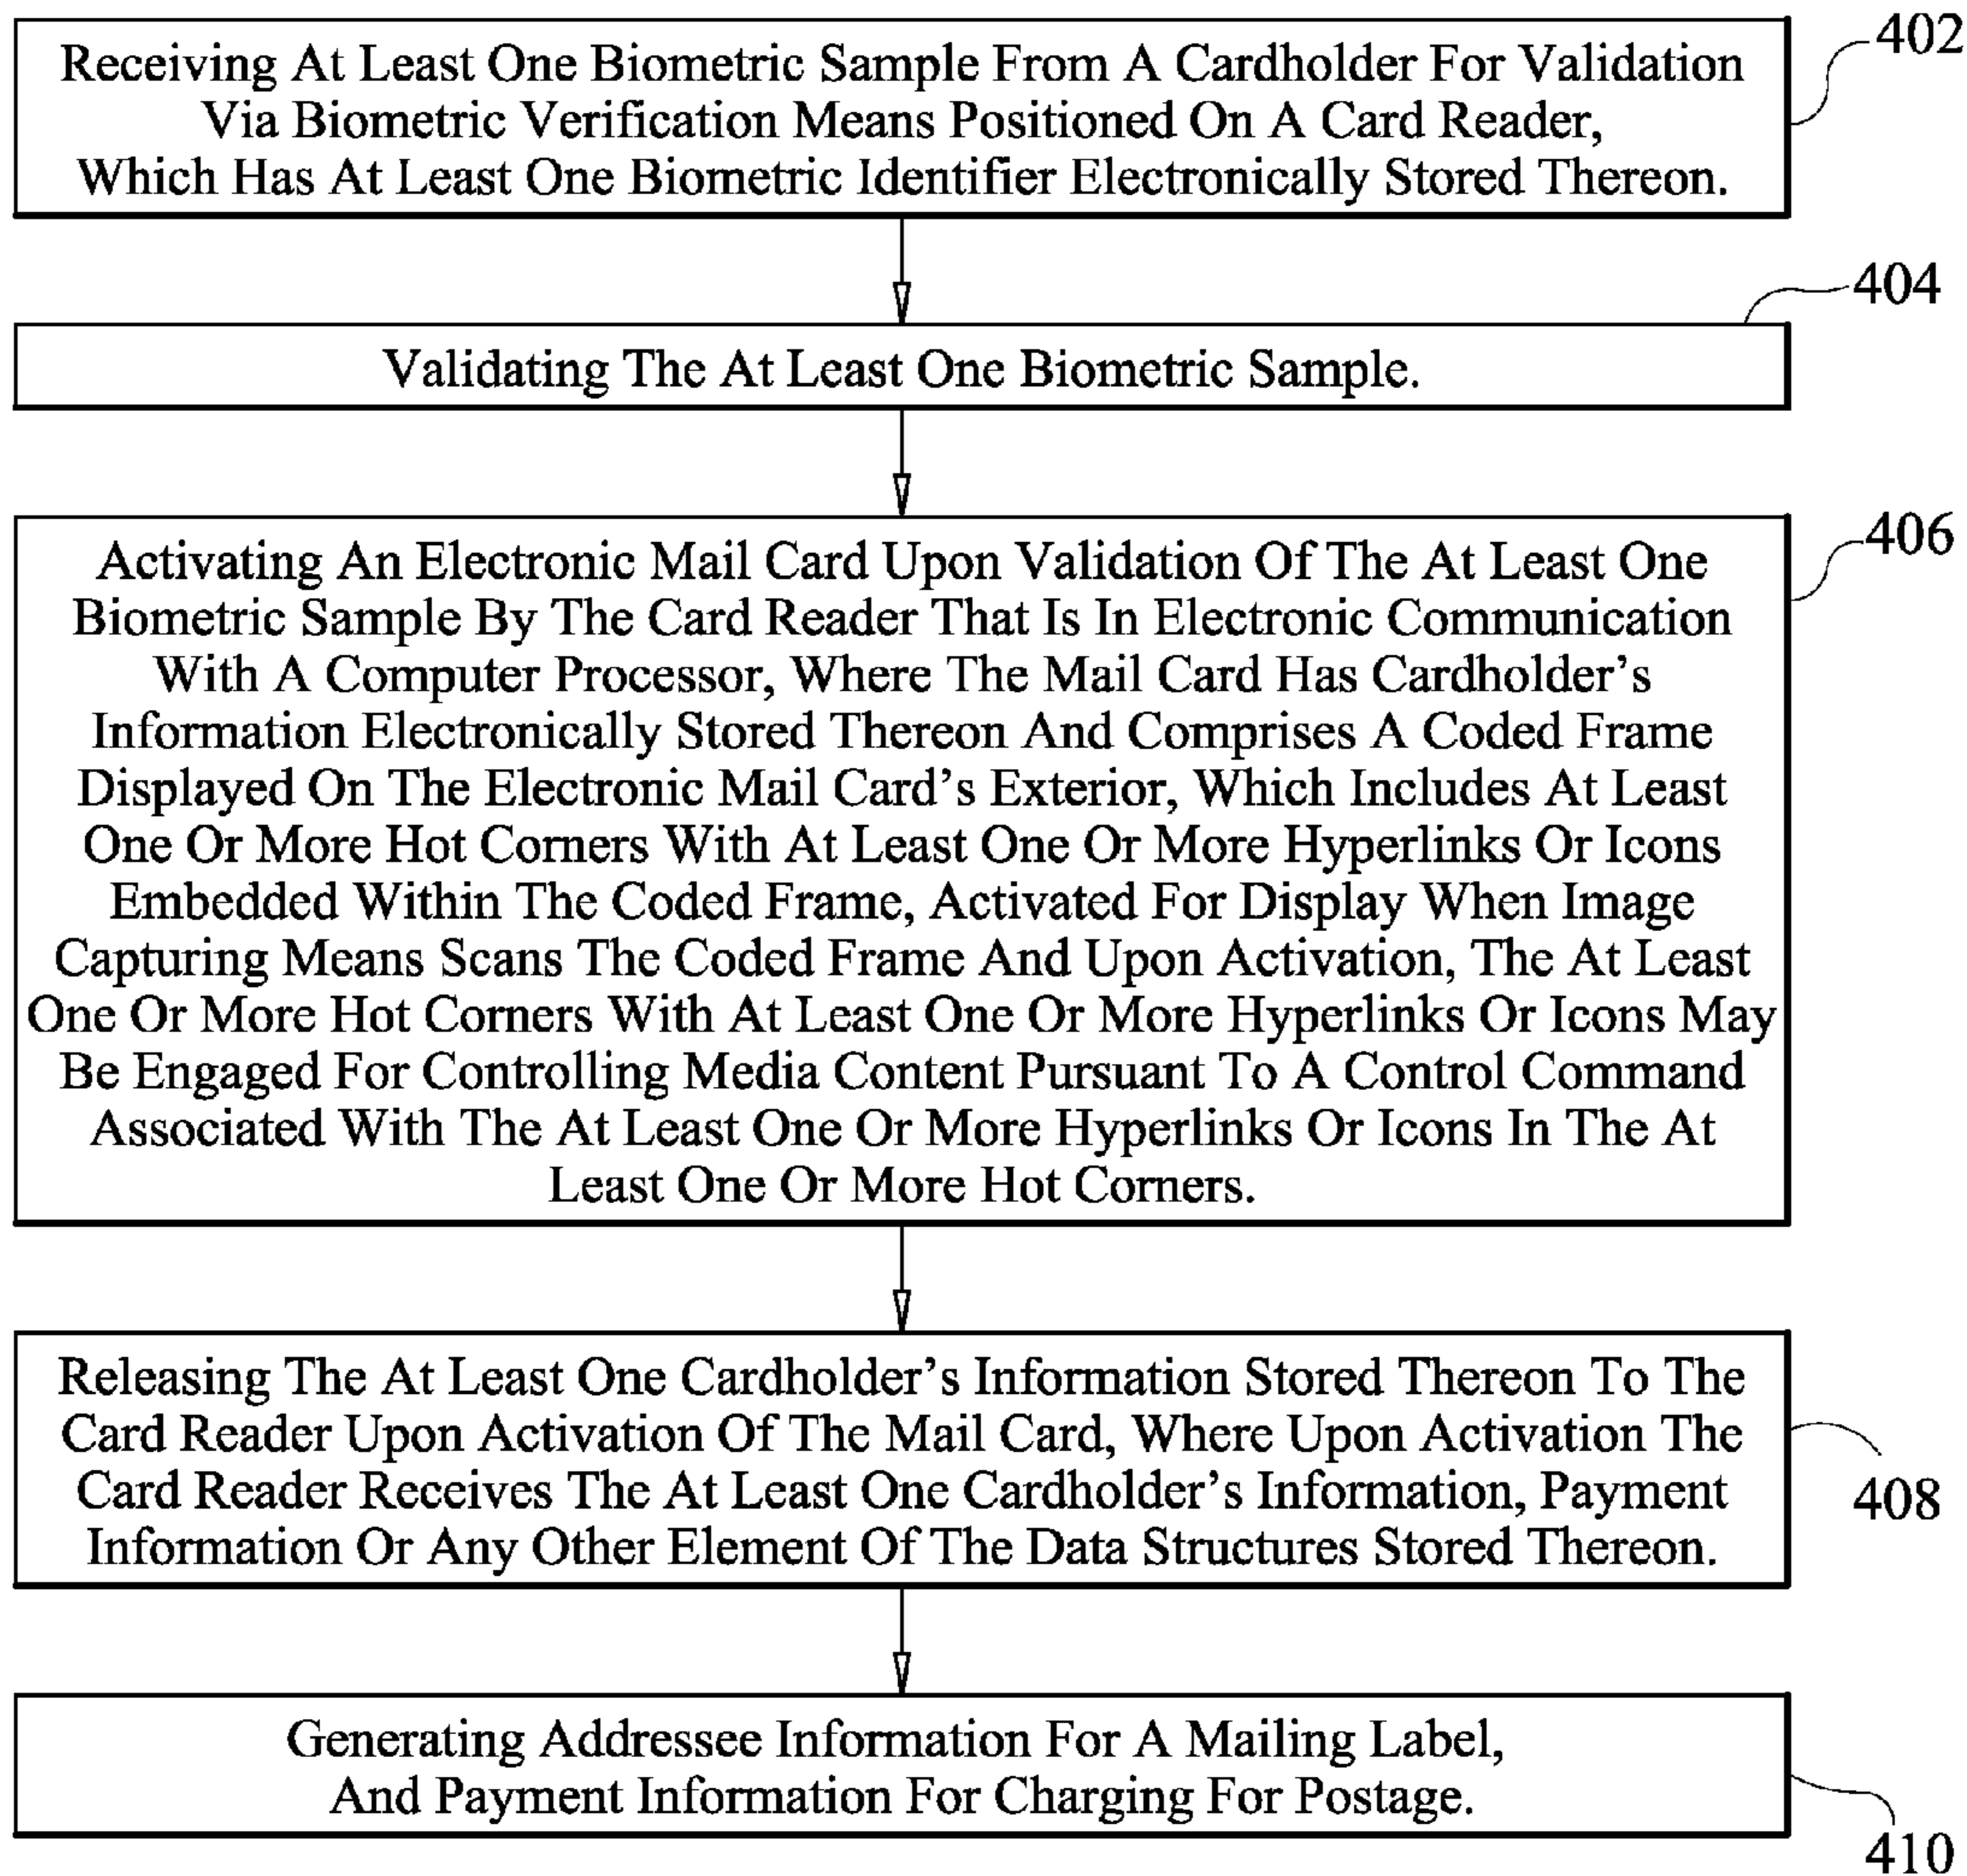 Receiving At Least One Biometric Sample From A Cardholder For Validation
Via Biometric Verification Means Positioned On A Card Reader,
Which Has At Least One Biometric Identifier Electronically Stored Thereon.
402
404
Validating The At Least One Biometric Sample.
406
Activating An Electronic Mail Card Upon Validation Of The At Least One
Biometric Sample By The Card Reader That Is In Electronic Communication
With A Computer Processor, Where The Mail Card Has Cardholder's
Information Electronically Stored Thereon And Comprises A Coded Frame
Displayed On The Electronic Mail Card's Exterior, Which Includes At Least
One Or More Hot Corners With At Least One Or More Hyperlinks Or Icons
Embedded Within The Coded Frame, Activated For Display When Image
Capturing Means Scans The Coded Frame And Upon Activation, The At Least
One Or More Hot Corners With At Least One Or More Hyperlinks Or Icons May
Be Engaged For Controlling Media Content Pursuant To A Control Command
Associated With The At Least One Or More Hyperlinks Or Icons In The At
Least One Or More Hot Corners.
Releasing The At Least One Cardholder's Information Stored Thereon To The
Card Reader Upon Activation Of The Mail Card, Where Upon Activation The
Card Reader Receives The At Least One Cardholder's Information, Payment
Information Or Any Other Element Of The Data Structures Stored Thereon.
408
Generating Addressee Information For A Mailing Label,
And Payment Information For Charging For Postage.
410